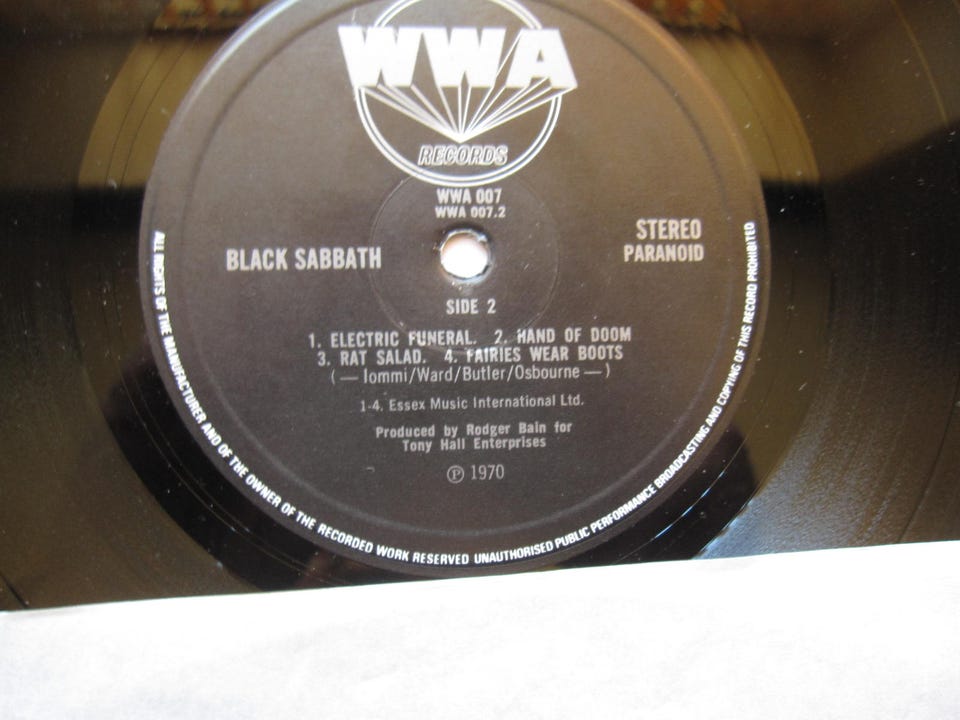 WWA
RECORDS
WWA 007
WWA 007.2
BLACK SABBATH
STEREO
PARANOID
SIDE 2
1. ELECTRIC FUNERAL. 2. HAND OF DOOM
3. RAT SALAD. 4. FAIRIES WEAR BOOTS
(— Iommi/Ward/Butler/Osbourne —)
1-4. Essex Music International Ltd.
Produced by Rodger Bain for
Tony Hall Enterprises
℗ 1970
ALL RIGHTS OF THE MANUFACTURER AND OF THE OWNER OF THE RECORDED WORK RESERVED UNAUTHORISED PUBLIC PERFORMANCE BROADCASTING AND COPYING OF THIS RECORD PROHIBITED